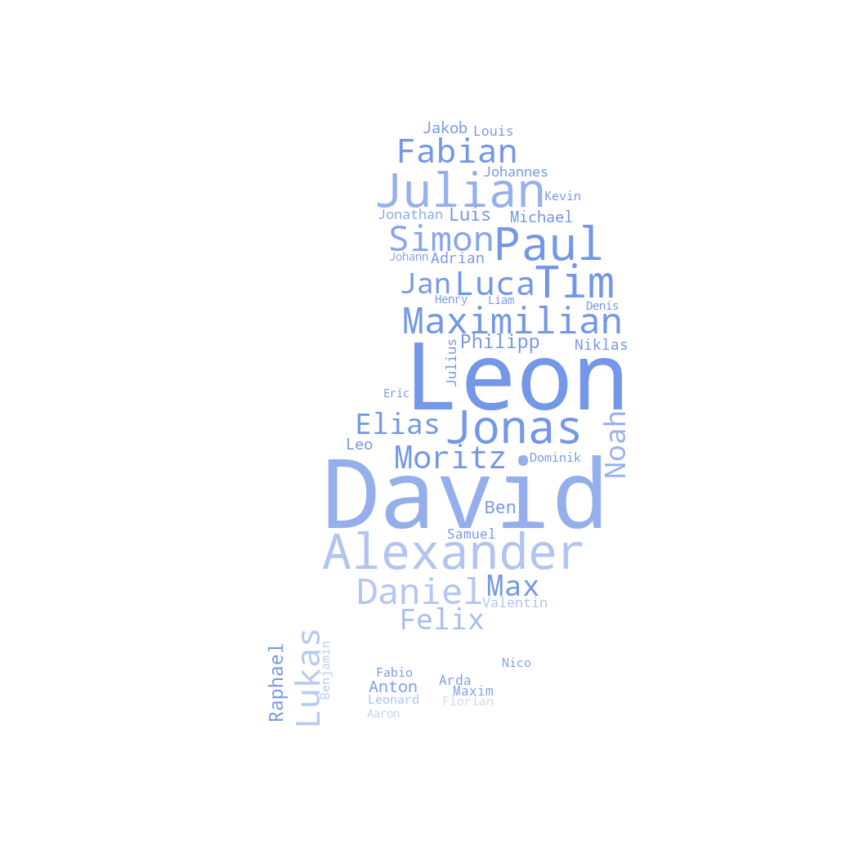 Jakob Louis
Fabian
Johannes
Julian
Kevin
Jonathan Luis Michael
Simon Paul
Johann Adrian
Jan Luca Tim
Henry Liam Denis
Maximilian
Philipp Niklas
Julius
Leon
Eric
Elias Jonas
Noah
Leo
Moritz Dominik
David
Ben
Samuel
Alexander
Daniel Max
Valentin
Felix
Raphael
Lukas
Benjamin
Nico
Fabio
Anton Arda
Maxim
Leonard Florian
Aaron